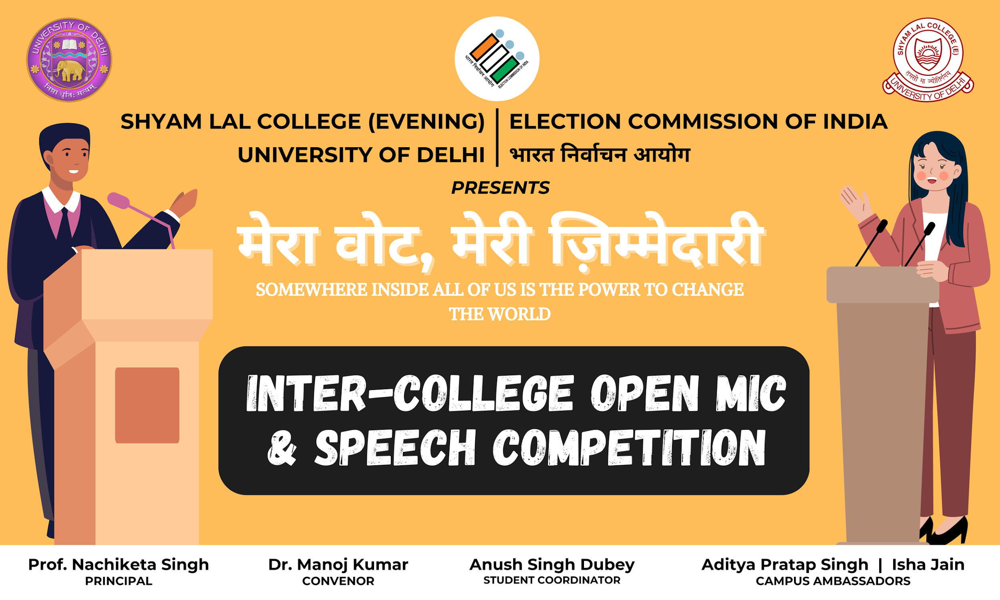 UNIVERSITY OF DELHI
निष्ठा धृति: सत्यम्
भारत निर्वाचन आयोग
ELECTION COMMISSION OF INDIA
SHYAM LAL COLLEGE (E)
तमसो मा ज्योतिर्गमय
UNIVERSITY OF DELHI
SHYAM LAL COLLEGE (EVENING)
UNIVERSITY OF DELHI
ELECTION COMMISSION OF INDIA
भारत निर्वाचन आयोग
PRESENTS
मेरा वोट, मेरी ज़िम्मेदारी
SOMEWHERE INSIDE ALL OF US IS THE POWER TO CHANGE
THE WORLD
INTER-COLLEGE OPEN MIC
& SPEECH COMPETITION
Prof. Nachiketa Singh
PRINCIPAL
Dr. Manoj Kumar
CONVENOR
Anush Singh Dubey
STUDENT COORDINATOR
Aditya Pratap Singh | Isha Jain
CAMPUS AMBASSADORS